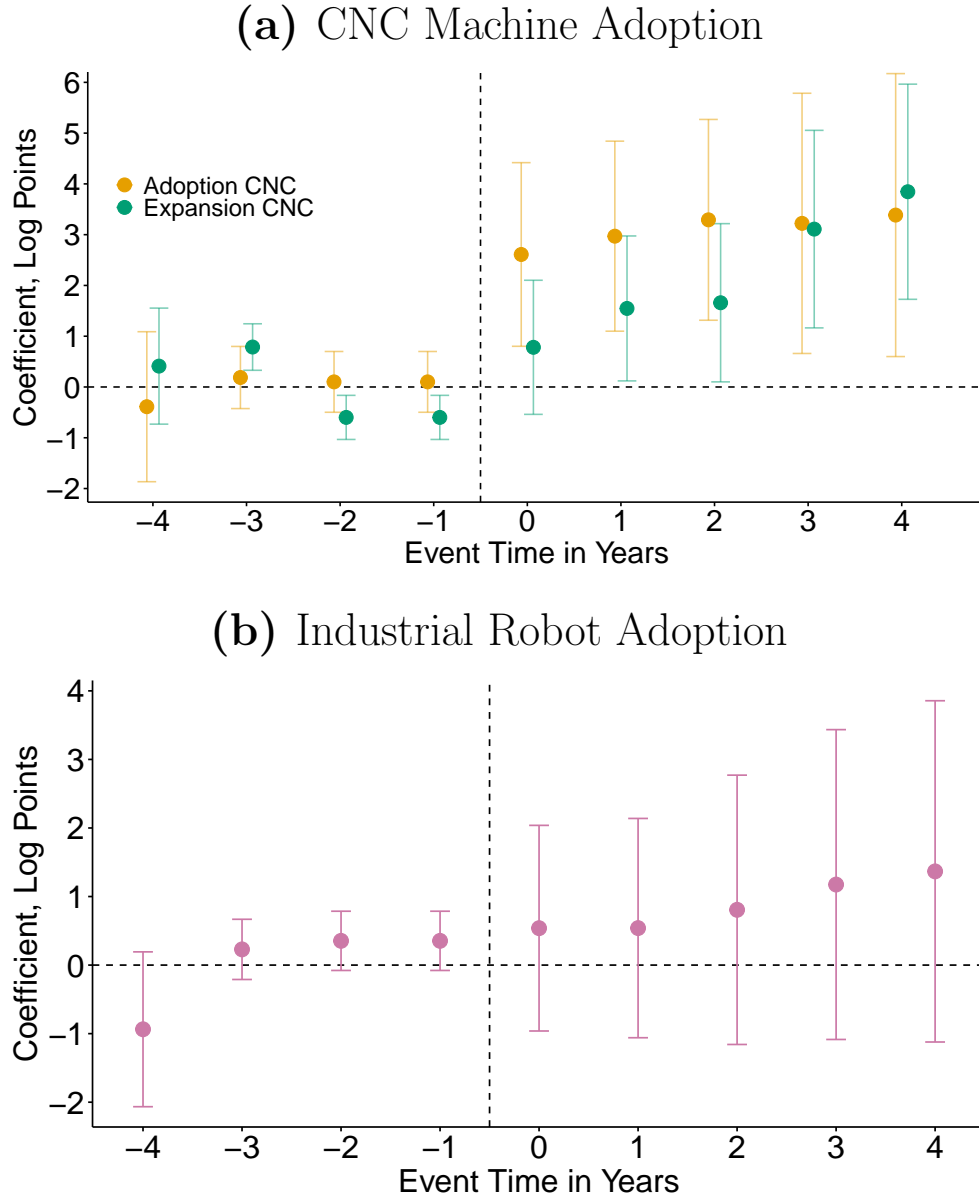 (a) CNC Machine Adoption
Coefficient, Log Points
6
5
4
3
2
1
0
−1
−2
Adoption CNC
Expansion CNC
−4 −3 −2 −1 0 1 2 3 4
Event Time in Years
(b) Industrial Robot Adoption
Coefficient, Log Points
4
3
2
1
0
−1
−2
−4 −3 −2 −1 0 1 2 3 4
Event Time in Years